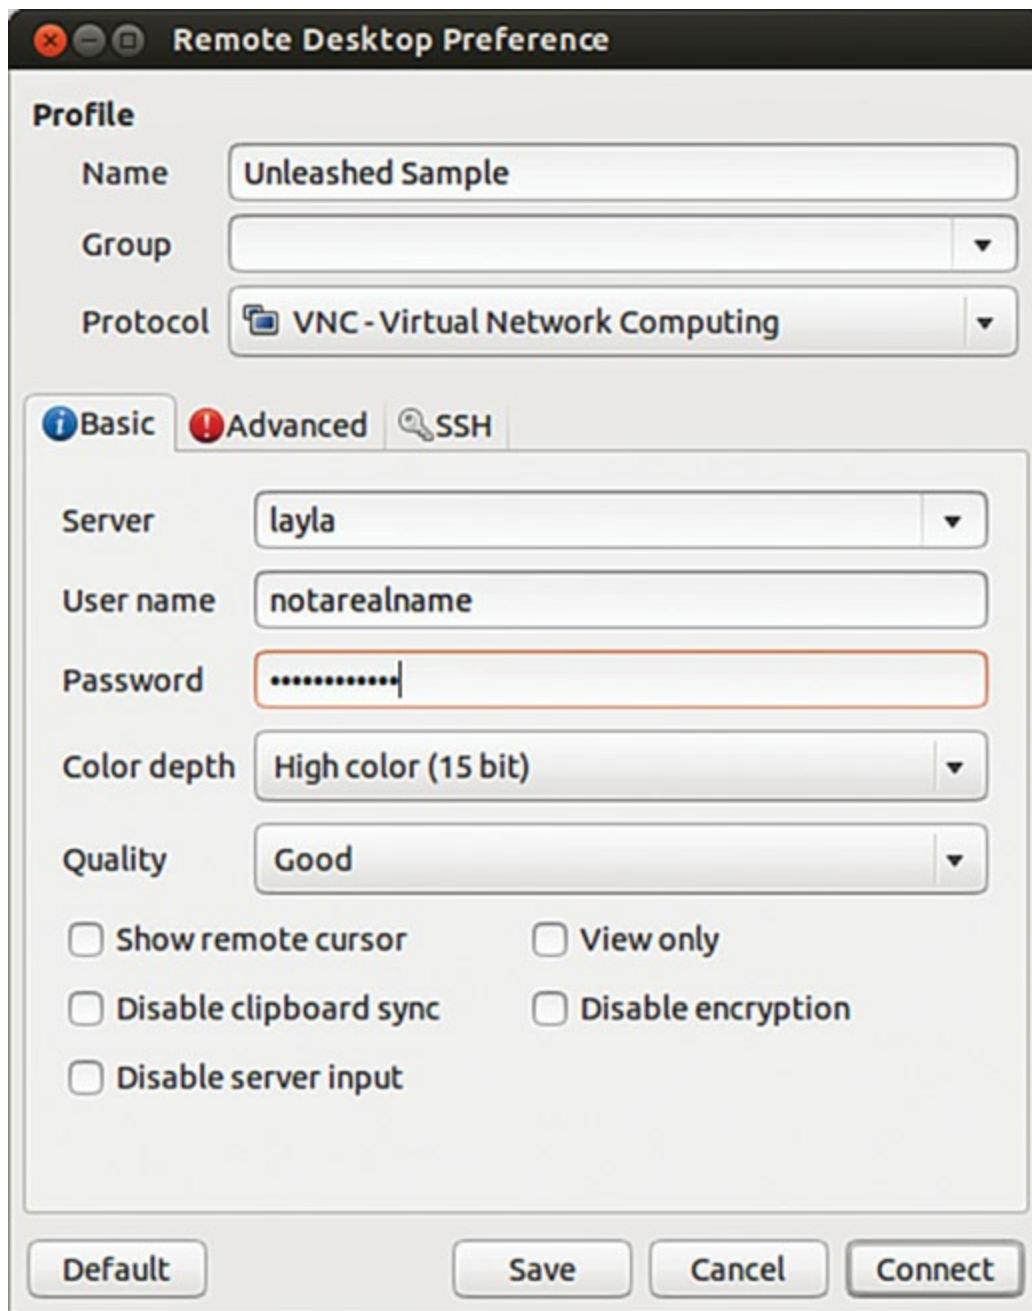 Remote Desktop Preference
Profile
Name Unleashed Sample
Group
Protocol VNC - Virtual Network Computing
Basic Advanced SSH
Server layla
User name notarealname
Password ••••••••••••
Color depth High color (15 bit)
Quality Good
Show remote cursor View only
Disable clipboard sync Disable encryption
Disable server input
Default Save Cancel Connect